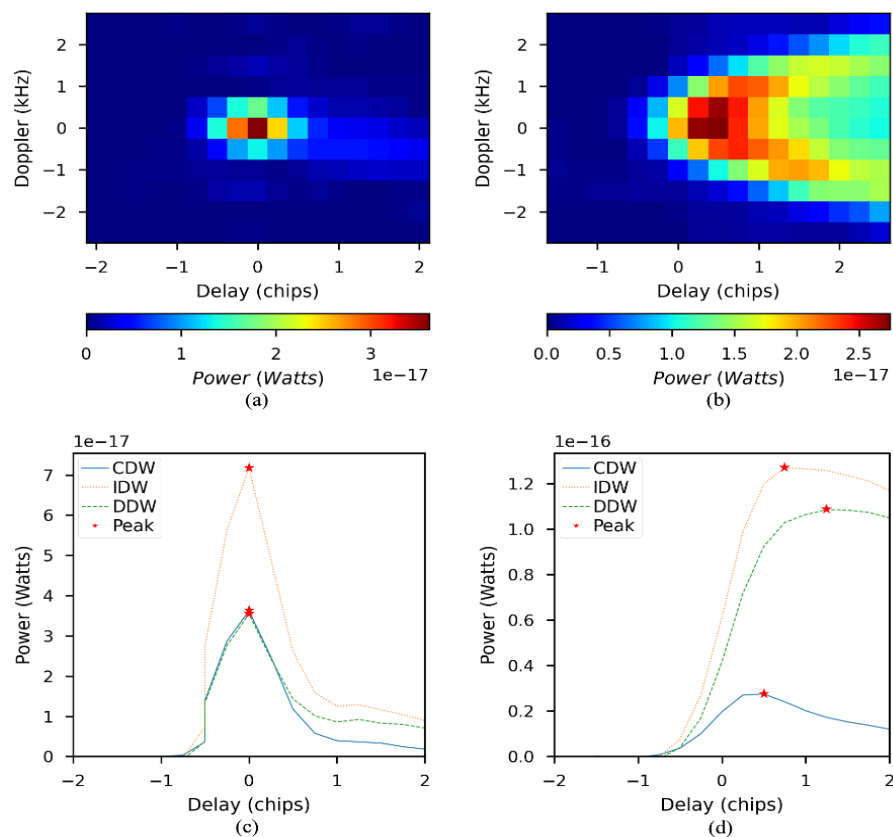 2
1
0
−1
−2
Doppler (kHz)
−2 −1 0 1 2
Delay (chips)
0 1 2 3
Power (Watts) 1e−17
(a)
2
1
0
−1
−2
Doppler (kHz)
−1 0 1 2
Delay (chips)
0.0 0.5 1.0 1.5 2.0 2.5
Power (Watts) 1e−17
(b)
1e−17
7
6
5
4
3
2
1
0
Power (Watts)
CDW
IDW
DDW
Peak
−2 −1 0 1 2
Delay (chips)
(c)
1e−16
1.2
1.0
0.8
0.6
0.4
0.2
0.0
Power (Watts)
CDW
IDW
DDW
Peak
−2 −1 0 1 2
Delay (chips)
(d)